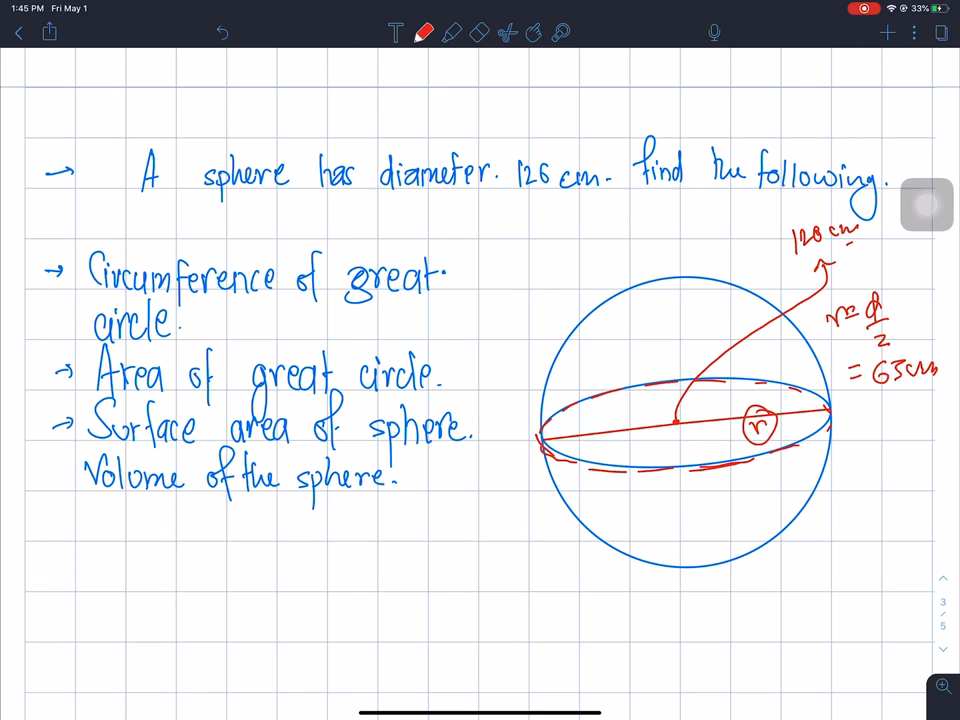 1:45 PM Fri May 1
33%
T
→ A sphere has diameter. 126 cm. find the following.
126 cm
→ Circumference of great.
circle.
r = d/2
= 63 cm
→ Area of great circle.
→ Surface area of sphere.
r
Volume of the sphere.
3
/
5